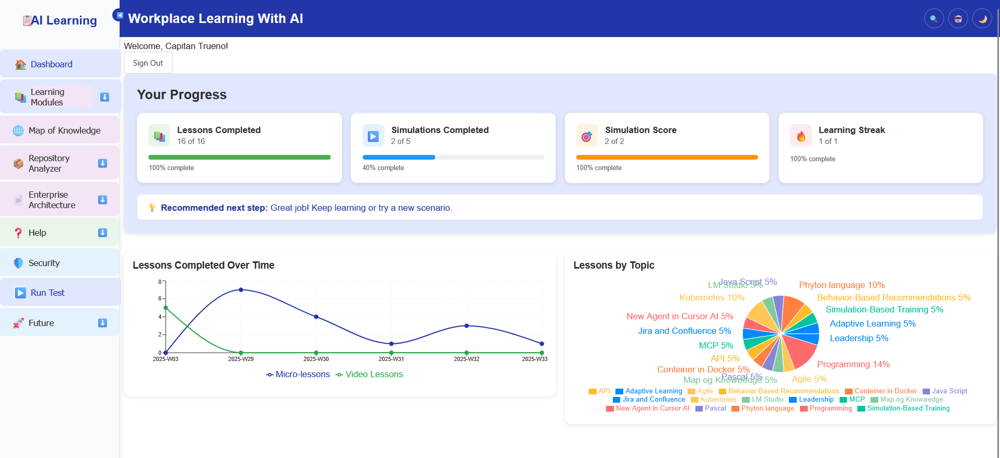 AI Learning
Workplace Learning With AI
Welcome, Capitan Trueno!
Sign Out
Dashboard
Learning
Modules
Map of Knowledge
Repository
Analyzer
Enterprise
Architecture
Help
Security
Run Test
Future
Your Progress
Lessons Completed
16 of 16
100% complete
Simulations Completed
2 of 5
40% complete
Simulation Score
2 of 2
100% complete
Learning Streak
1 of 1
100% complete
Recommended next step: Great job! Keep learning or try a new scenario.
Lessons Completed Over Time
8
6
4
2
0
2025-W03 2025-W29 2025-W30 2025-W31 2025-W32 2025-W33
Micro-lessons Video Lessons
Lessons by Topic
Java Script 5%
LM Studio 5%
Phyton language 10%
Kubernetes 10%
Behavior-Based Recommendations 5%
Simulation-Based Training 5%
New Agent in Cursor AI 5%
Adaptive Learning 5%
Jira and Confluence 5%
Leadership 5%
MCP 5%
API 5%
Programming 14%
Conteiner in Docker 5%
Pascal 5%
Map og Knowøedge 5%
Agile 5%
API Adaptive Learning Agile Behavior-Based Recommendations Conteiner in Docker Java Script
Jira and Confluence Kubernetes LM Studio Leadership MCP Map og Knowøedge
New Agent in Cursor AI Pascal Phyton language Programming Simulation-Based Training